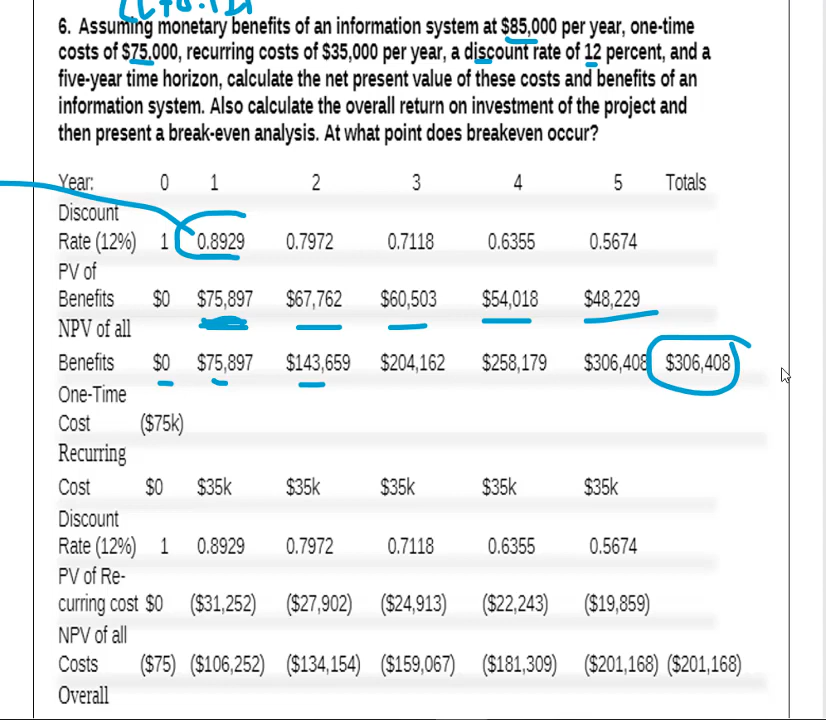 6. Assuming monetary benefits of an information system at $85,000 per year, one-time
costs of $75,000, recurring costs of $35,000 per year, a discount rate of 12 percent, and a
five-year time horizon, calculate the net present value of these costs and benefits of an
information system. Also calculate the overall return on investment of the project and
then present a break-even analysis. At what point does breakeven occur?
Year: 0 1 2 3 4 5 Totals
Discount
Rate (12%) 1 0.8929 0.7972 0.7118 0.6355 0.5674
PV of
Benefits $0 $75,897 $67,762 $60,503 $54,018 $48,229
NPV of all
Benefits $0 $75,897 $143,659 $204,162 $258,179 $306,408 $306,408
One-Time
Cost ($75k)
Recurring
Cost $0 $35k $35k $35k $35k $35k
Discount
Rate (12%) 1 0.8929 0.7972 0.7118 0.6355 0.5674
PV of Re-
curring cost $0 ($31,252) ($27,902) ($24,913) ($22,243) ($19,859)
NPV of all
Costs ($75) ($106,252) ($134,154) ($159,067) ($181,309) ($201,168) ($201,168)
Overall